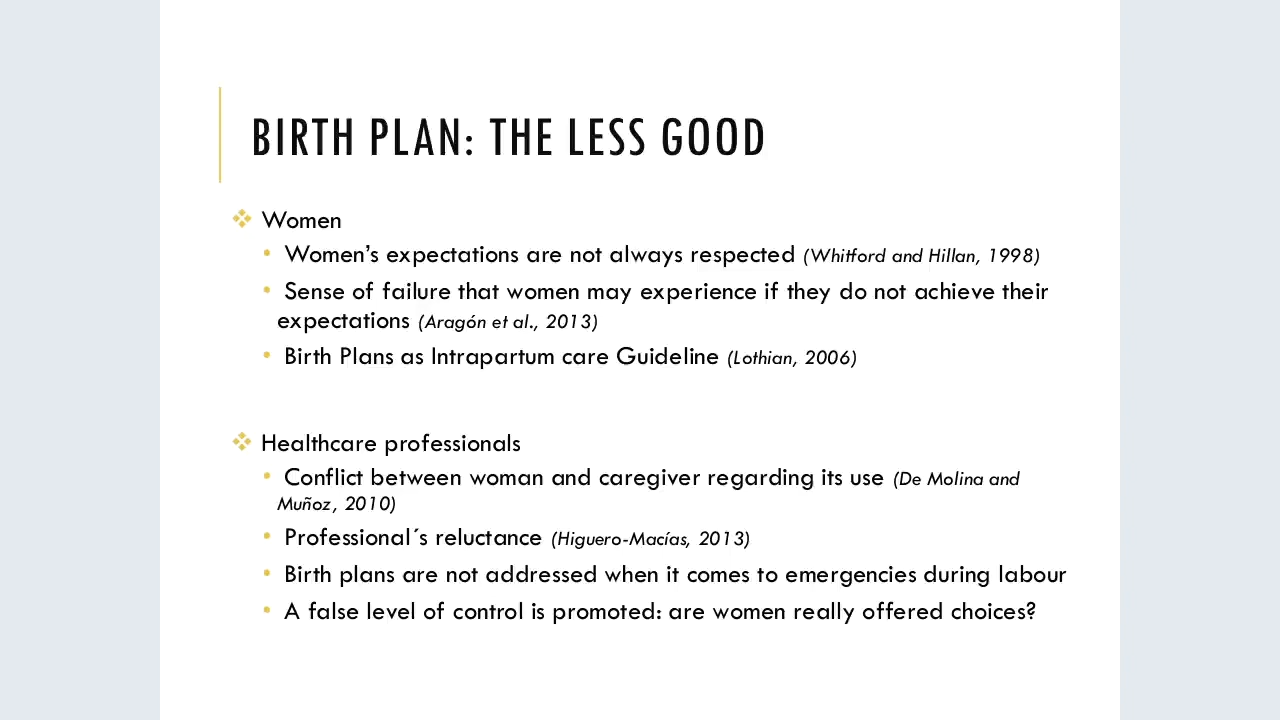 BIRTH PLAN: THE LESS GOOD
Women
Women’s expectations are not always respected (Whitford and Hillan, 1998)
Sense of failure that women may experience if they do not achieve their
expectations (Aragón et al., 2013)
Birth Plans as Intrapartum care Guideline (Lothian, 2006)
Healthcare professionals
Conflict between woman and caregiver regarding its use (De Molina and
Muñoz, 2010)
Professional´s reluctance (Higuero-Macías, 2013)
Birth plans are not addressed when it comes to emergencies during labour
A false level of control is promoted: are women really offered choices?